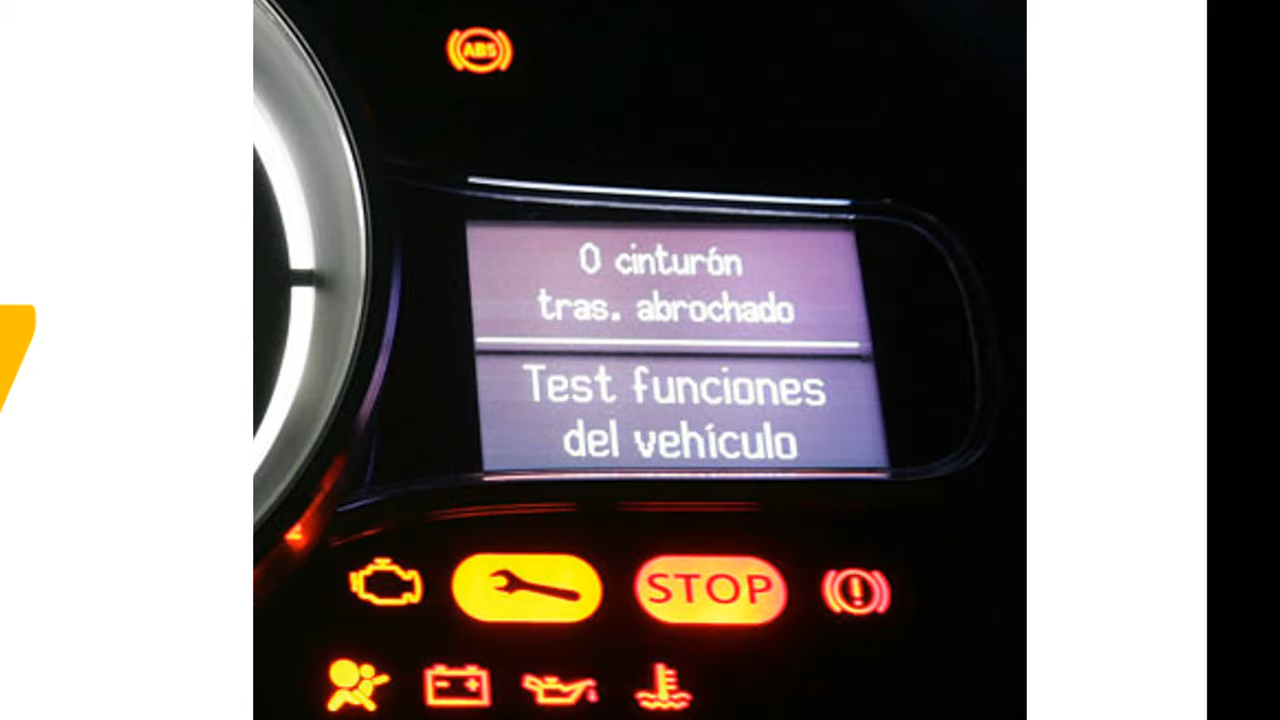 ABS
0 cinturón
tras. abrochado
Test funciones
del vehículo
STOP